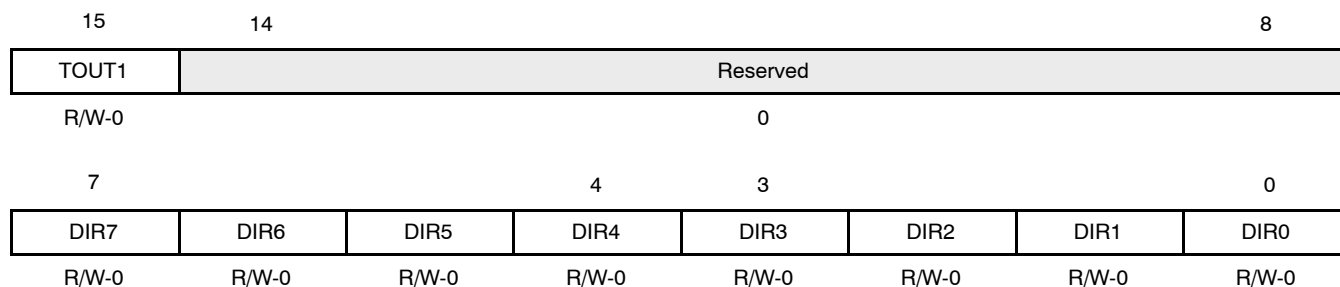 15 14 8
TOUT1 Reserved
R/W-0 0
7 4 3 0
DIR7 DIR6 DIR5 DIR4 DIR3 DIR2 DIR1 DIR0
R/W-0 R/W-0 R/W-0 R/W-0 R/W-0 R/W-0 R/W-0 R/W-0